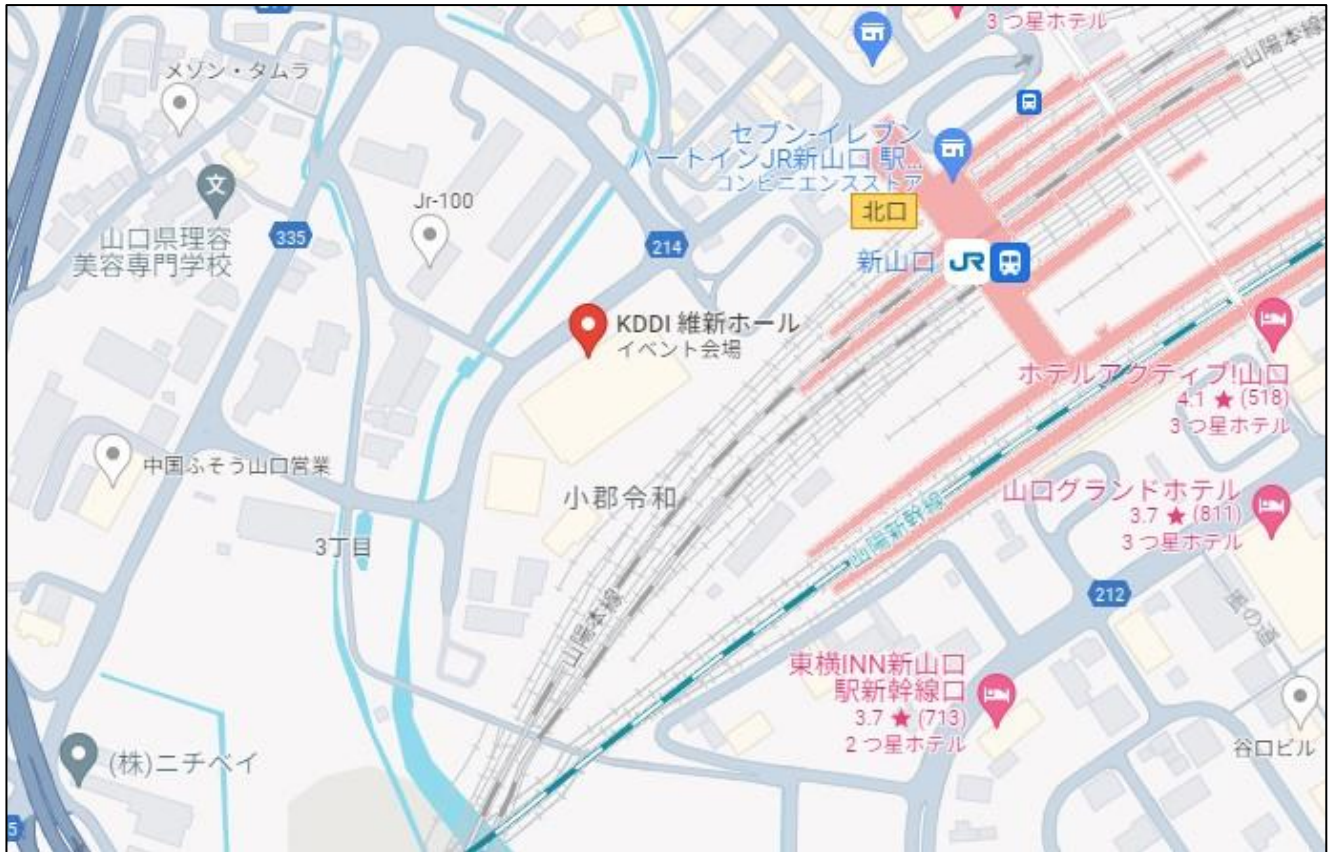 3 つ星ホテル
山陽本線
メゾン・タムラ
セブン-イレブン
ハートインJR新山口 駅...
コンビニエンスストア
文
Jr-100
北口
山口県理容
美容専門学校
335
214
新山口 JR
KDDI 維新ホール
イベント会場
ホテルアクティブ!山口
4.1 ★ (518)
3 つ星ホテル
中国ふそう山口営業
小郡令和
山口グランドホテル
3.7 ★ (811)
3 つ星ホテル
山陽新幹線
3丁目
212
風の通
山陽本線
東横INN新山口
駅新幹線口
3.7 ★ (713)
2 つ星ホテル
谷口ビル
(株)ニチベイ
5